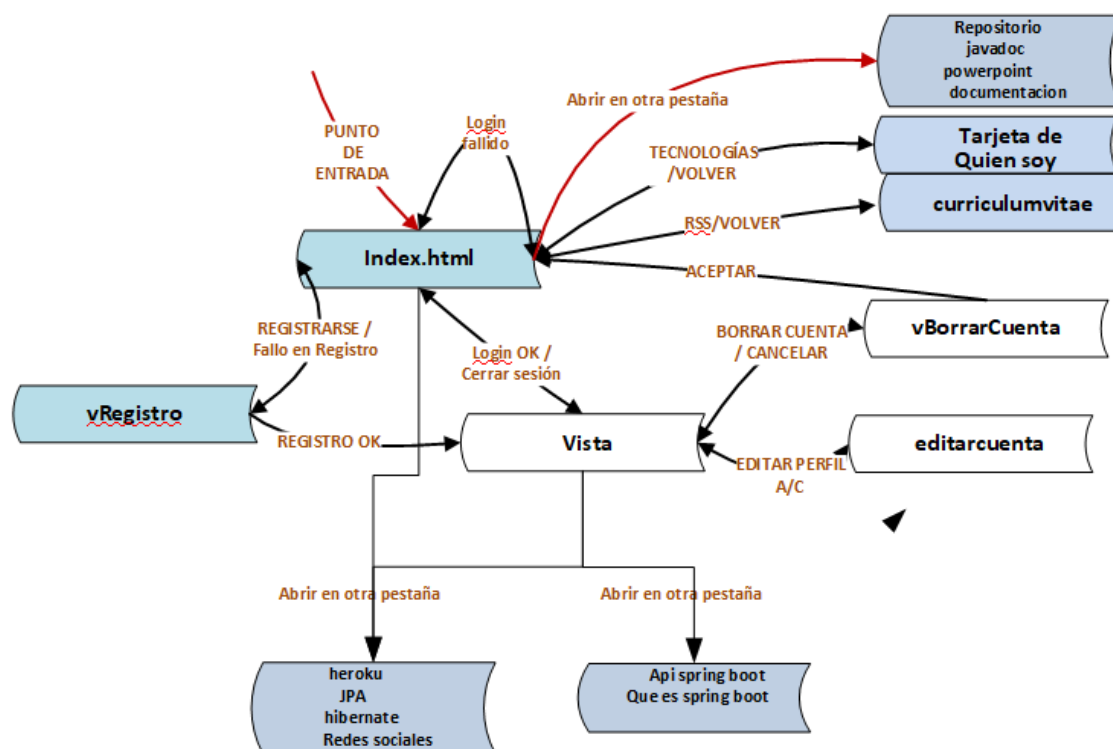 Repositorio
javadoc
powerpoint
documentacion
Abrir en otra pestaña
PUNTO
DE
ENTRADA
Login
fallido
TECNOLOGÍAS
/VOLVER
Tarjeta de
Quien soy
curriculumvitae
RSS/VOLVER
Index.html
ACEPTAR
REGISTRARSE /
Fallo en Registro
Login OK /
Cerrar sesión
BORRAR CUENTA
/ CANCELAR
vBorrarCuenta
vRegistro
REGISTRO OK
Vista
EDITAR PERFIL
A/C
editarcuenta
Abrir en otra pestaña
Abrir en otra pestaña
heroku
JPA
hibernate
Redes sociales
Api spring boot
Que es spring boot